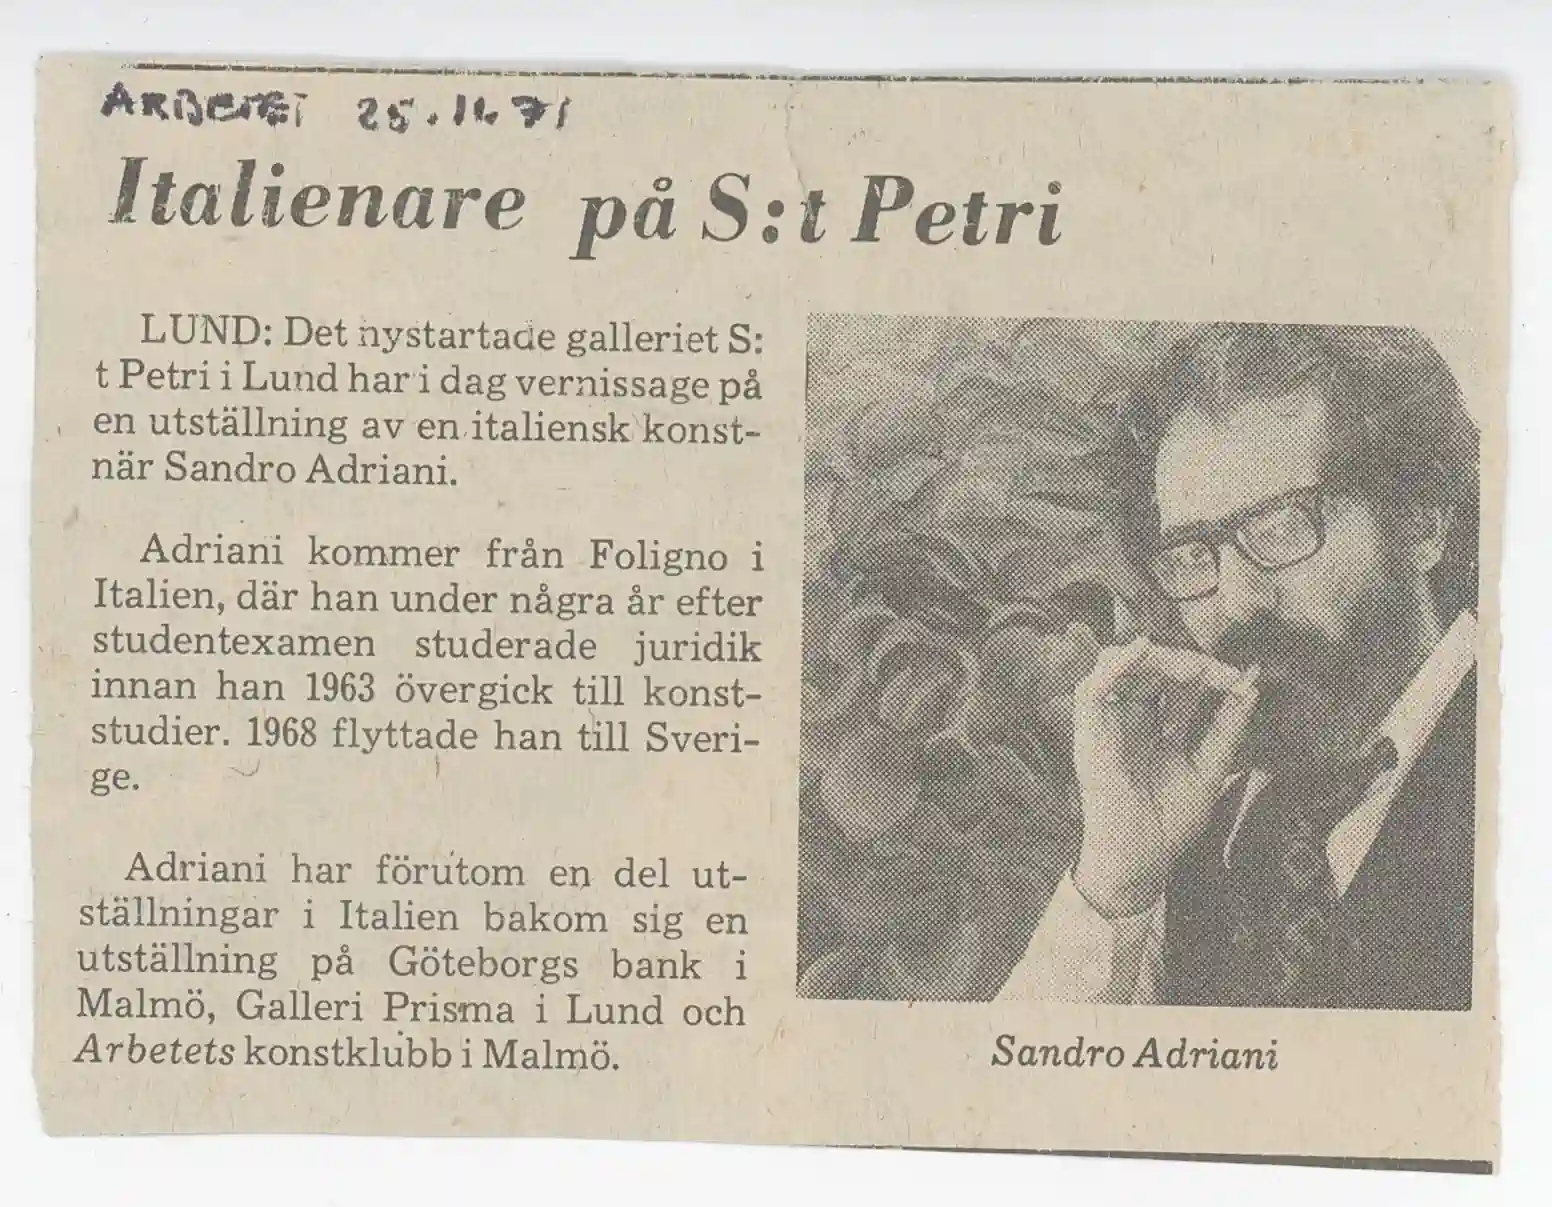 ARBETET 25.11.71
Italienare på S:t Petri
LUND: Det nystartade galleriet S:
t Petri i Lund har i dag vernissage på
en utställning av en italiensk konst-
när Sandro Adriani.
Adriani kommer från Foligno i
Italien, där han under några år efter
studentexamen studerade juridik
innan han 1963 övergick till konst-
studier. 1968 flyttade han till Sveri-
ge.
Adriani har förutom en del ut-
ställningar i Italien bakom sig en
utställning på Göteborgs bank i
Malmö, Galleri Prisma i Lund och
Arbetets konstklubb i Malmö.
Sandro Adriani